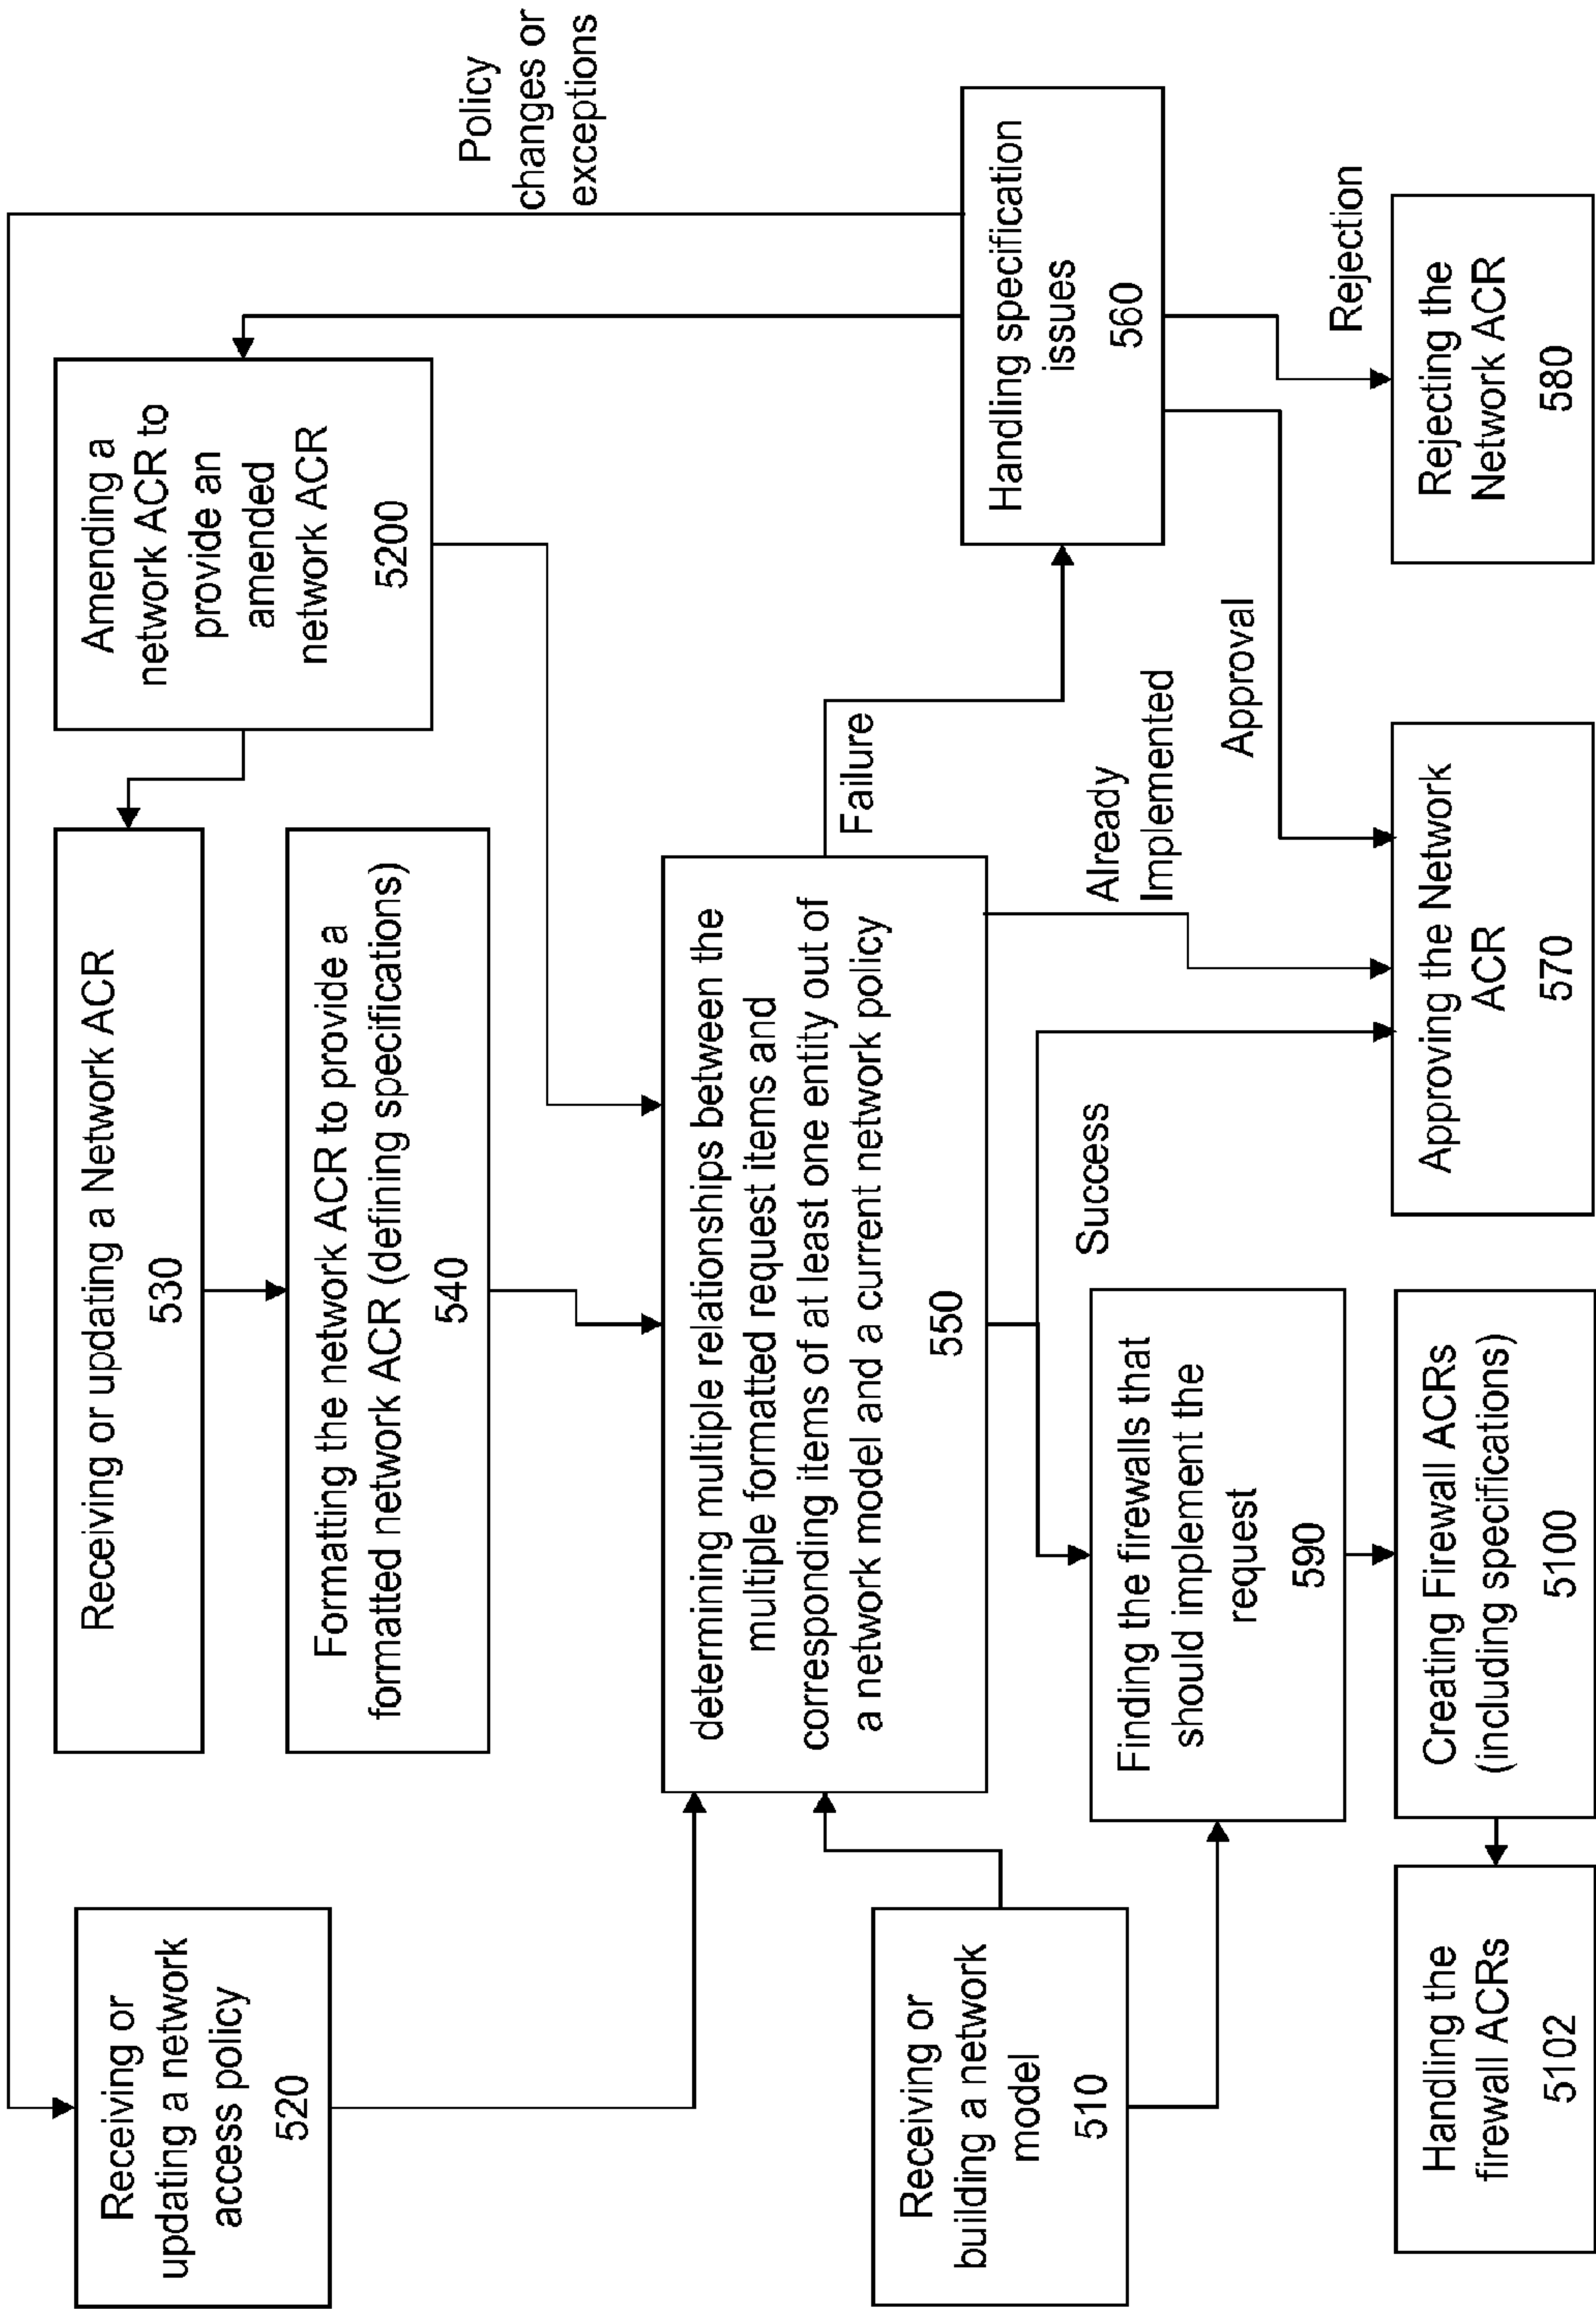 Policy
changes or
exceptions
Receiving or
updating a network
access policy
520
Receiving or updating a Network ACR
530
Amending a
network ACR to
provide an
amended
network ACR
5200
Formatting the network ACR to provide a
formatted network ACR (defining specifications)
540
determining multiple relationships between the
multiple formatted request items and
corresponding items of at least one entity out of
a network model and a current network policy
550
Failure
Handling specification
issues
560
Receiving or
building a network
model
510
Success
Already
Implemented
Approval
Rejection
Finding the firewalls that
should implement the
request
590
Handling the
firewall ACRs
5102
Creating Firewall ACRs
(including specifications)
5100
Approving the Network
ACR
570
Rejecting the
Network ACR
580